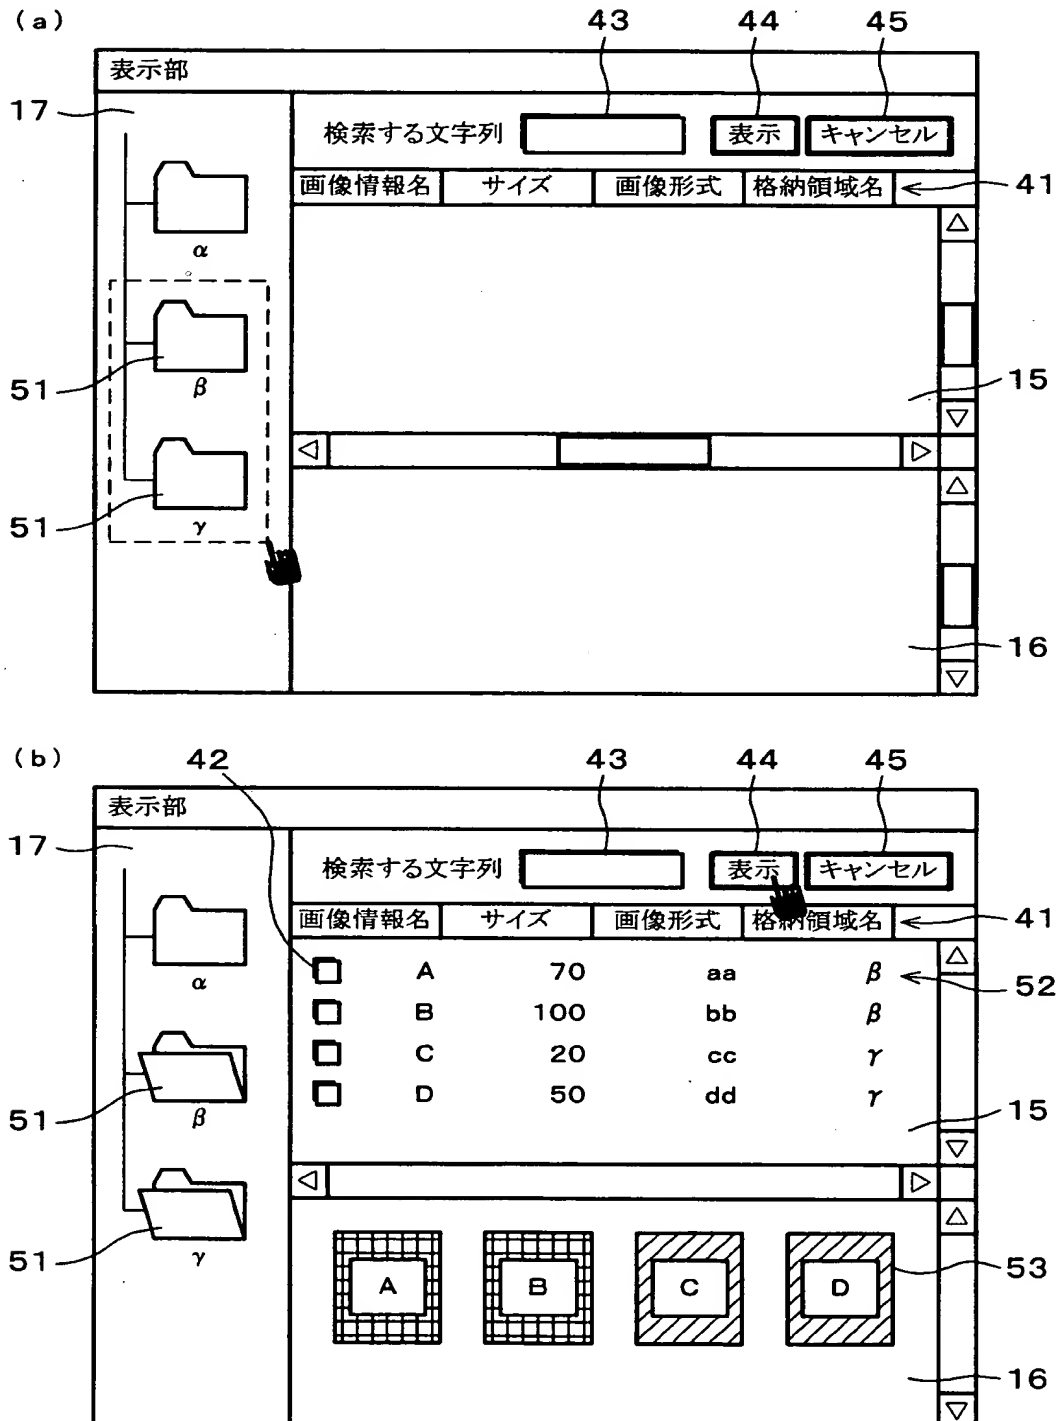 (a)
43 44 45
表示部
17
検索する文字列 表示 キャンセル
画像情報名 サイズ 画像形式 格納領域名 41
α
51 β 15
51 γ
16
(b) 42 43 44 45
表示部
17
検索する文字列 表示 キャンセル
画像情報名 サイズ 画像形式 格納領域名 41
A 70 aa β 52
α
B 100 bb β
C 20 cc γ
D 50 dd γ
51 β 15
51 γ
A B C D 53
16